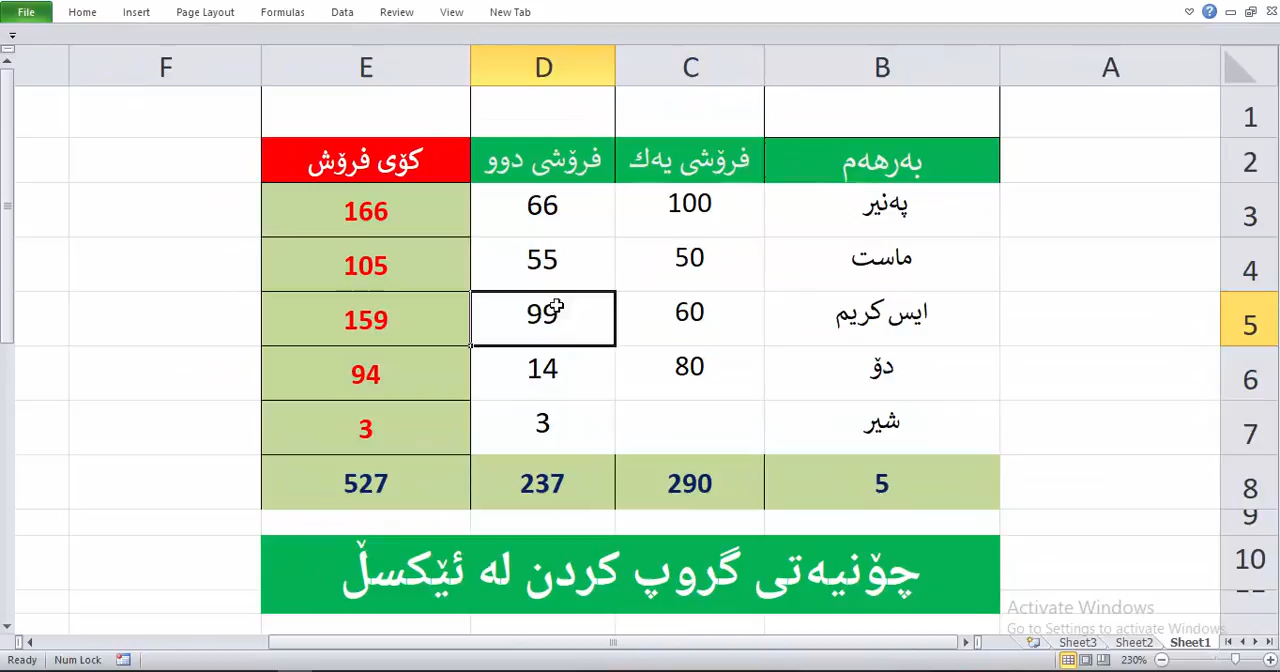 File Home Insert Page Layout Formulas Data Review View New Tab
F E D C B A
1
كۆی فرۆش فرۆشی دوو فرۆشی یەك بەرهەم 2
166 66 100 پەنیر 3
105 55 50 ماست 4
159 99 60 ایس کریم 5
94 14 80 دۆ 6
3 3 شیر 7
527 237 290 5 8
9
چۆنیەتی گروپ کردن لە ئێکسڵ 10
Activate Windows
Go to Settings to activate Windows.
Sheet3 Sheet2 Sheet1
Ready Num Lock 230%